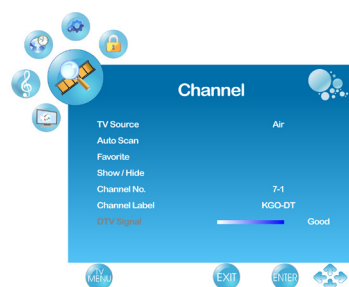 Channel
TV Source Air
Auto Scan
Favorite
Show / Hide
Channel No. 7-1
Channel Label KGO-DT
DTV Signal Good
TV
MENU
EXIT
ENTER